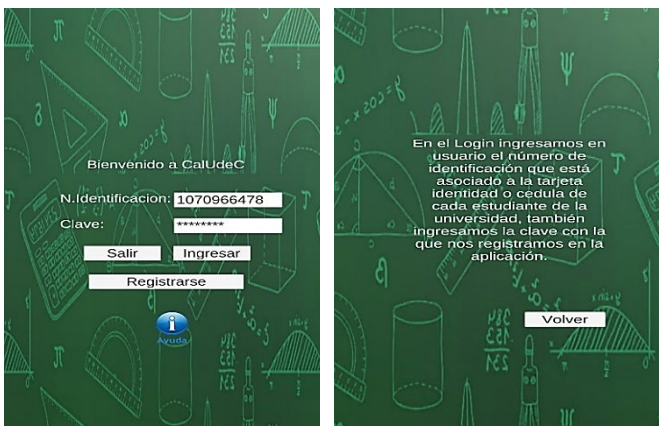 Bienvenido a CalUdeC
N.Identificacion: 1070966478
Clave: ********
Salir Ingresar
Registrarse
i
Ayuda
En el Login ingresamos en
usuario el número de
identificación que está
asociado a la tarjeta
identidad o cedula de
cada estudiante de la
universidad, también
ingresamos la clave con la
que nos registramos en la
aplicación.
Volver